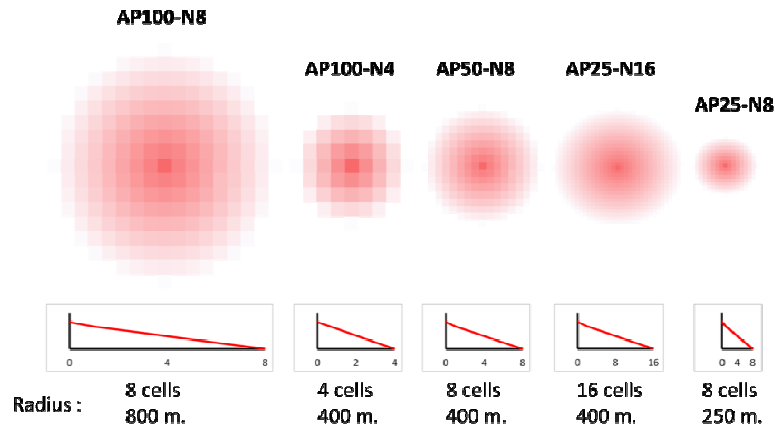 AP100-N8
AP100-N4 AP50-N8 AP25-N16
AP25-N8
0 4 8 0 2 4 0 4 8 0 8 16 0 4 8
8 cells 4 cells 8 cells 16 cells 8 cells
Radius :
800 m. 400 m. 400 m. 400 m. 250 m.